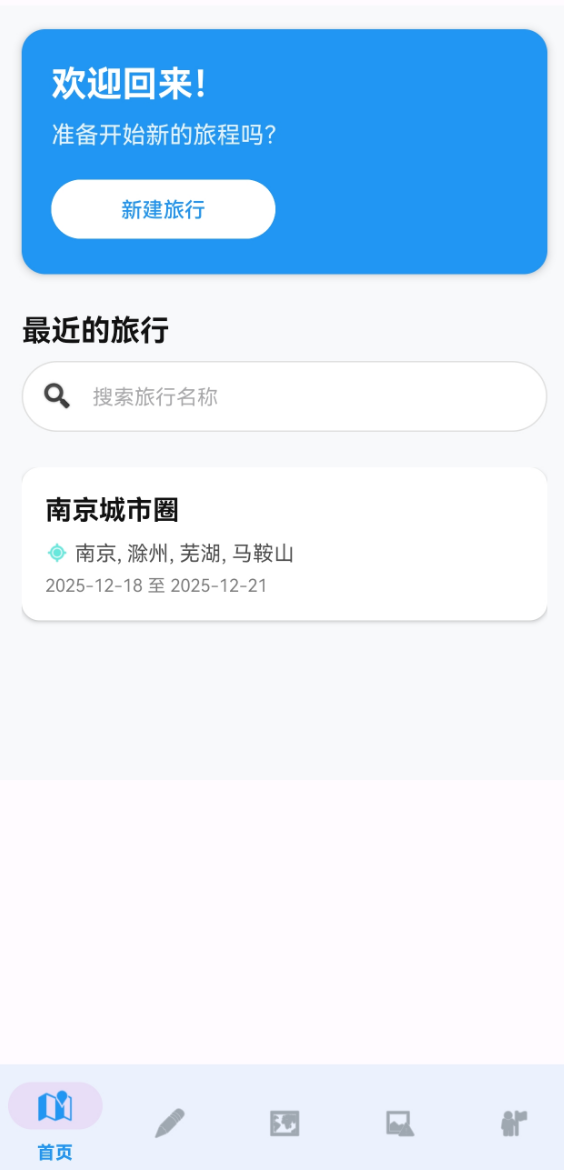 欢迎回来!
准备开始新的旅程吗?
新建旅行
最近的旅行
搜索旅行名称
南京城市圈
南京, 滁州, 芜湖, 马鞍山
2025-12-18 至 2025-12-21
首页